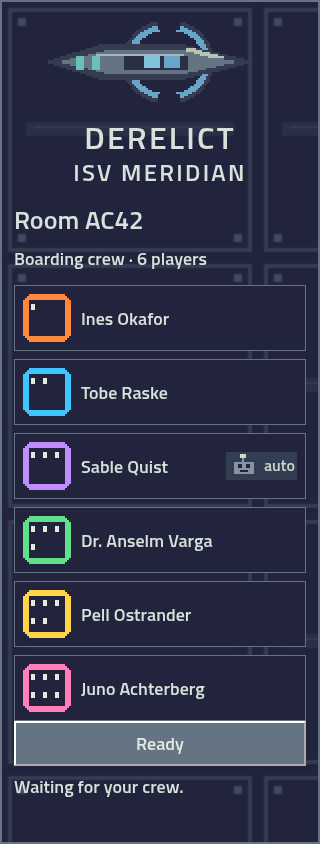 DERELICT
ISV MERIDIAN
Room AC42
Boarding crew · 6 players
Ines Okafor
Tobe Raske
Sable Quist auto
Dr. Anselm Varga
Pell Ostrander
Juno Achterberg
Ready
Waiting for your crew.